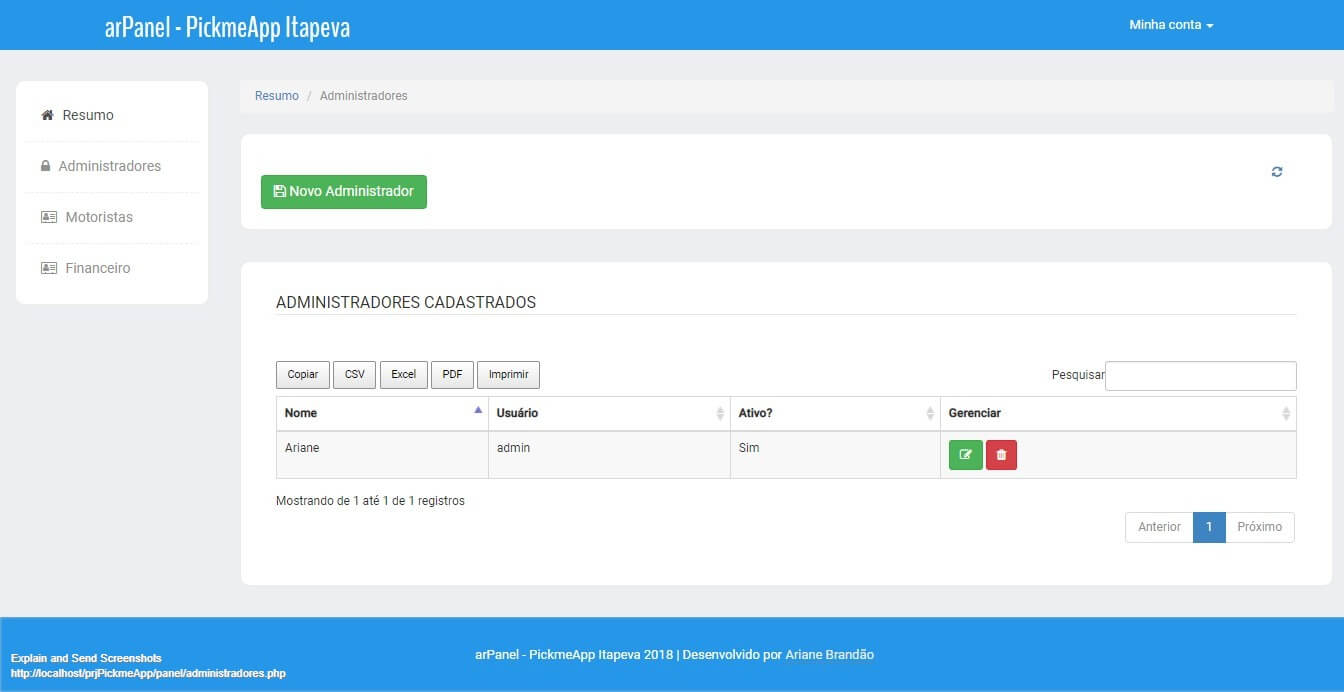 arPanel - PickmeApp Itapeva
Minha conta
Resumo
Administradores
Motoristas
Financeiro
Resumo / Administradores
Novo Administrador
ADMINISTRADORES CADASTRADOS
Copiar CSV Excel PDF Imprimir
Pesquisar
Nome Usuário Ativo? Gerenciar
Ariane admin Sim
Mostrando de 1 até 1 de 1 registros
Anterior 1 Próximo
arPanel - PickmeApp Itapeva 2018 | Desenvolvido por Ariane Brandão
Explain and Send Screenshots
http://localhost/prjPickmeApp/panel/administradores.php